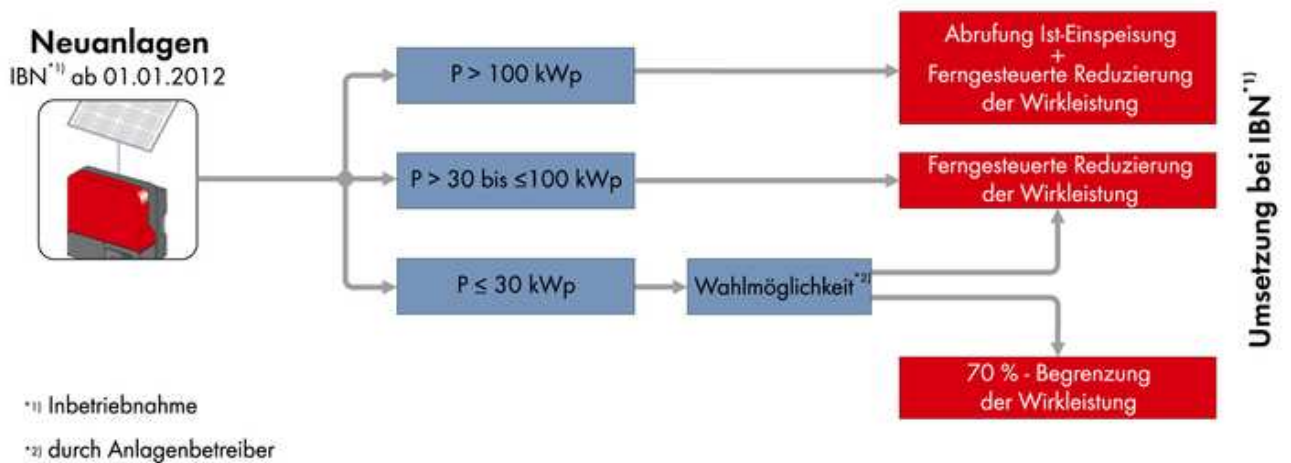 Neuanlagen
IBN*1) ab 01.01.2012
P > 100 kWp
Abrufung Ist-Einspeisung
+
Ferngesteuerte Reduzierung
der Wirkleistung
P > 30 bis ≤100 kWp
Ferngesteuerte Reduzierung
der Wirkleistung
P ≤ 30 kWp
Wahlmöglichkeit*2)
70 % - Begrenzung
der Wirkleistung
Umsetzung bei IBN*1)
*1) Inbetriebnahme
*2) durch Anlagenbetreiber